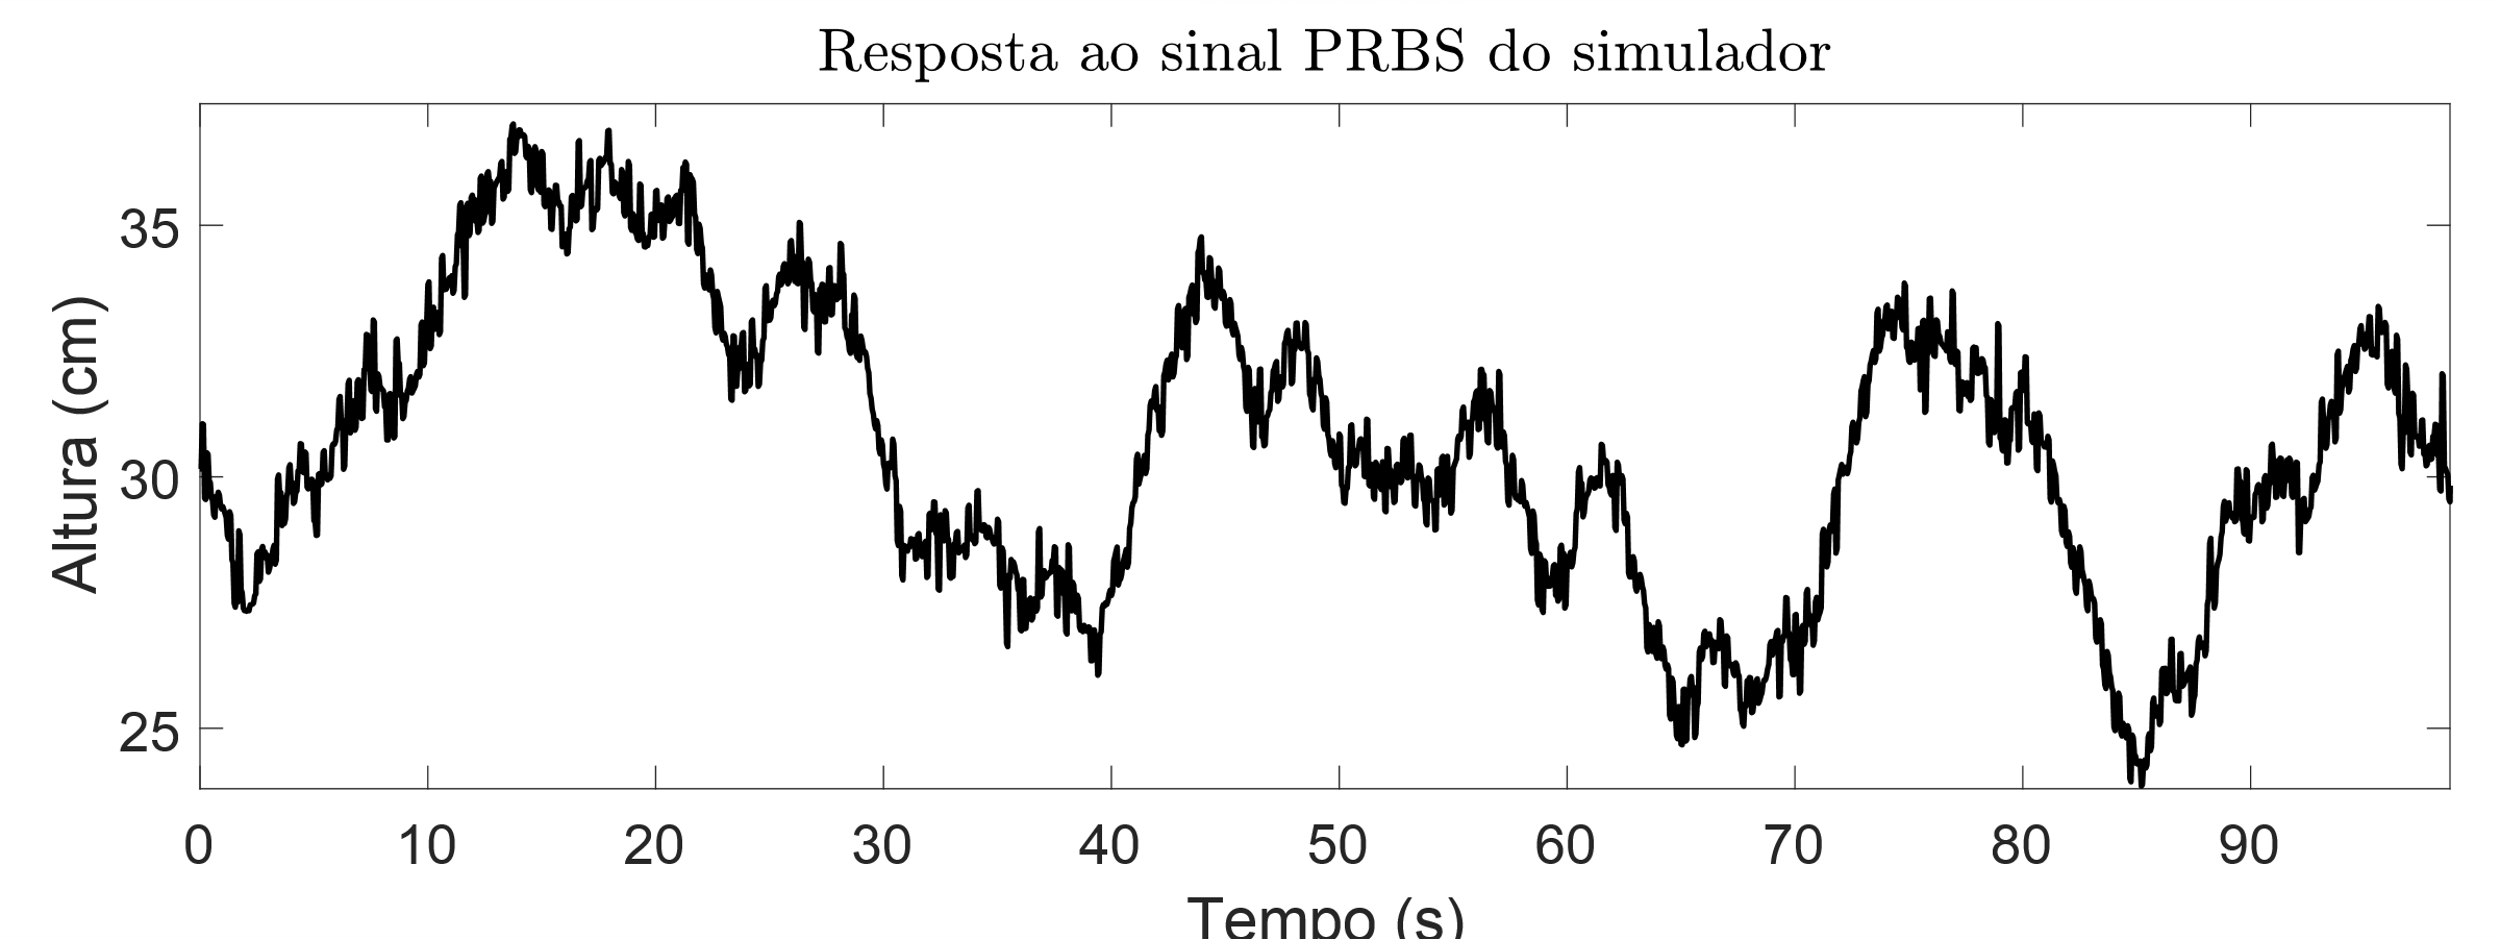 Resposta ao sinal PRBS do simulador
35
30
25
Altura (cm)
0 10 20 30 40 50 60 70 80 90
Tempo (s)